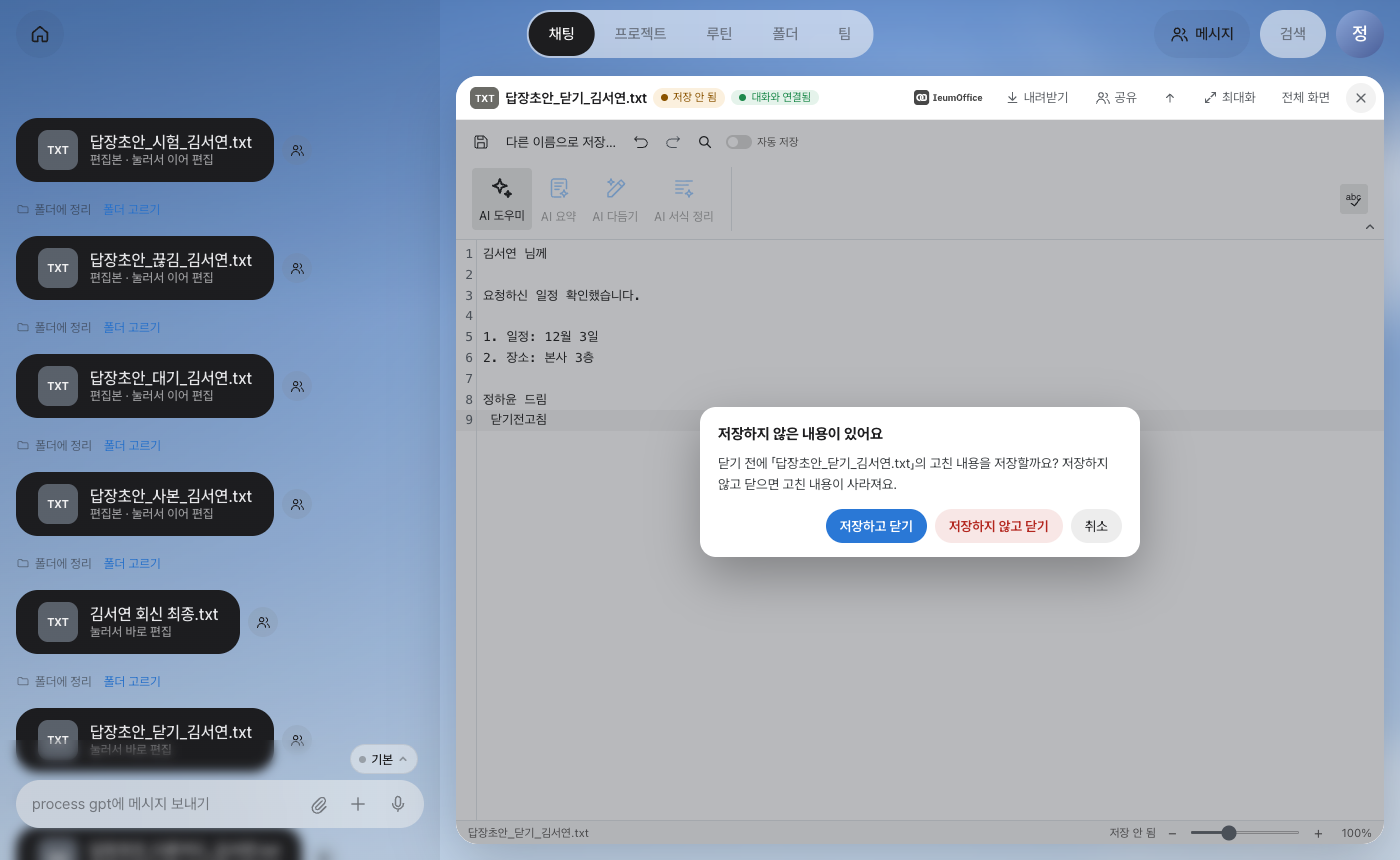 채팅
프로젝트
루틴
폴더
팀
메시지
검색
정
TXT
답장초안_시험_김서연.txt
편집본 · 눌러서 이어 편집
폴더에 정리 폴더 고르기
TXT
답장초안_끊김_김서연.txt
편집본 · 눌러서 이어 편집
폴더에 정리 폴더 고르기
TXT
답장초안_대기_김서연.txt
편집본 · 눌러서 이어 편집
폴더에 정리 폴더 고르기
TXT
답장초안_사본_김서연.txt
편집본 · 눌러서 이어 편집
폴더에 정리 폴더 고르기
TXT
김서연 회신 최종.txt
눌러서 바로 편집
폴더에 정리 폴더 고르기
TXT
답장초안_닫기_김서연.txt
눌러서 바로 편집
기본
process gpt에 메시지 보내기
TXT 답장초안_닫기_김서연.txt 저장 안 됨 대화와 연결됨 IeumOffice 내려받기 공유 최대화 전체 화면
다른 이름으로 저장... 자동 저장
AI 도우미 AI 요약 AI 다듬기 AI 서식 정리 abc
1 김서연 님께
2
3 요청하신 일정 확인했습니다.
4
5 1. 일정: 12월 3일
6 2. 장소: 본사 3층
7
8 정하윤 드림
9 닫기전고침
저장하지 않은 내용이 있어요
닫기 전에 「답장초안_닫기_김서연.txt」의 고친 내용을 저장할까요? 저장하지
않고 닫으면 고친 내용이 사라져요.
저장하고 닫기 저장하지 않고 닫기 취소
답장초안_닫기_김서연.txt 저장 안 됨 − + 100%